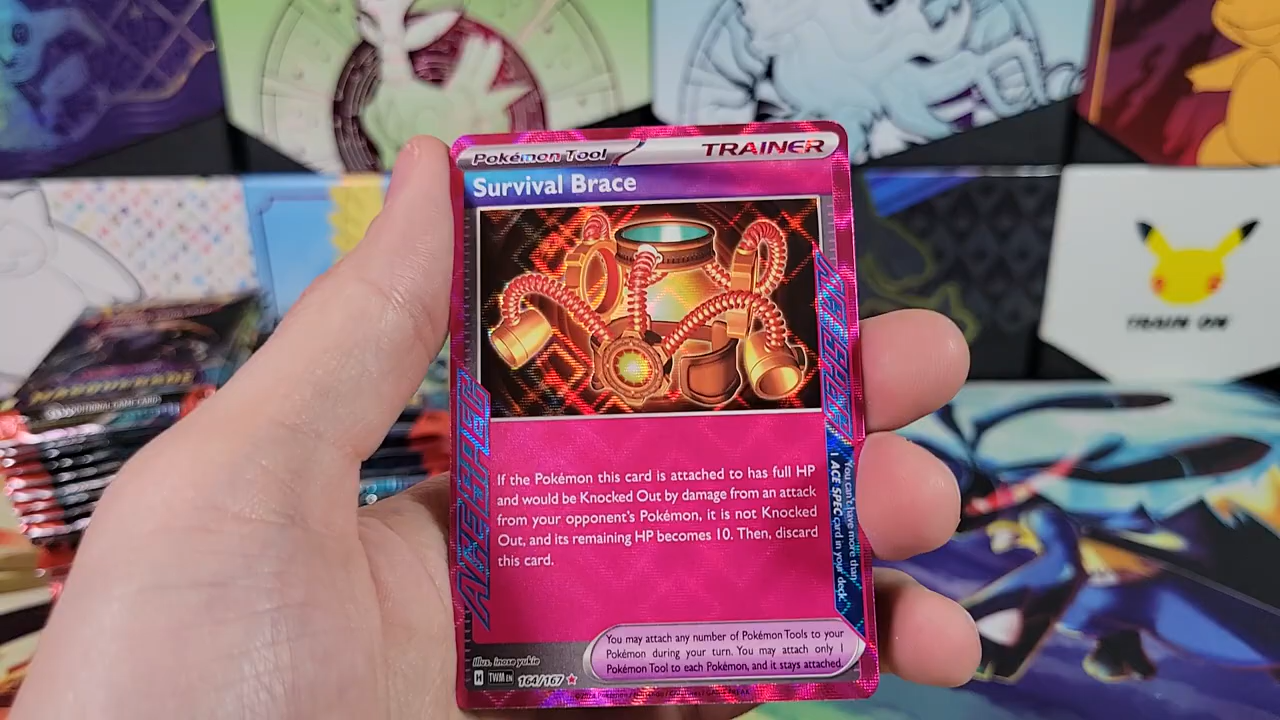 Pokémon Tool
TRAINER
Survival Brace
ACE SPEC
ACE SPEC
If the Pokémon this card is attached to has full HP
and would be Knocked Out by damage from an attack
from your opponent's Pokémon, it is not Knocked
Out, and its remaining HP becomes 10. Then, discard
this card.
You can't have more than
1 ACE SPEC card in your deck.
You may attach any number of Pokémon Tools to your
Pokémon during your turn. You may attach only 1
Pokémon Tool to each Pokémon, and it stays attached.
Illus. inose yukie
H TWM EN 164/167
TRAIN ON
MASQUERADE
ADDITIONAL GAME CARDS